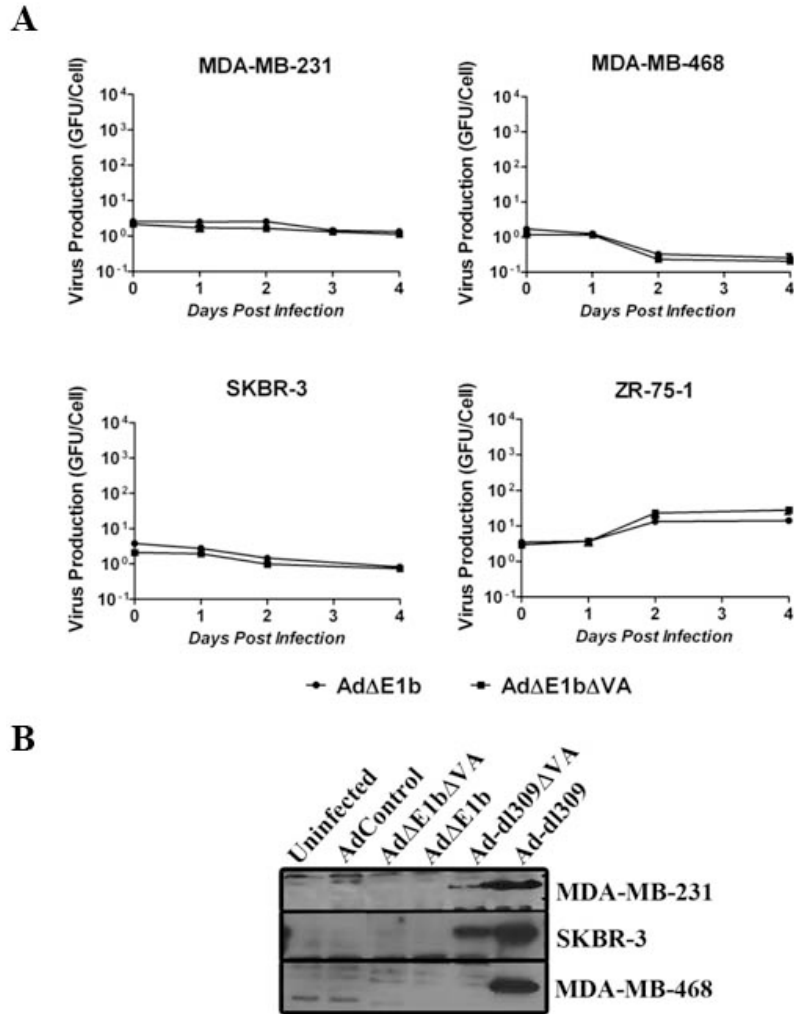 A
MDA-MB-231
Virus Production (GFU/Cell)
10⁴
10³
10²
10¹
10⁰
10⁻¹
0 1 2 3 4
Days Post Infection
MDA-MB-468
Virus Production (GFU/Cell)
10⁴
10³
10²
10¹
10⁰
10⁻¹
0 1 2 3 4
Days Post Infection
SKBR-3
Virus Production (GFU/Cell)
10⁴
10³
10²
10¹
10⁰
10⁻¹
0 1 2 3 4
Days Post Infection
ZR-75-1
Virus Production (GFU/Cell)
10⁴
10³
10²
10¹
10⁰
10⁻¹
0 1 2 3 4
Days Post Infection
AdΔE1b AdΔE1bΔVA
B
Uninfected
AdControl
AdΔE1bΔVA
AdΔE1b
Ad-dl309ΔVA
Ad-dl309
MDA-MB-231
SKBR-3
MDA-MB-468